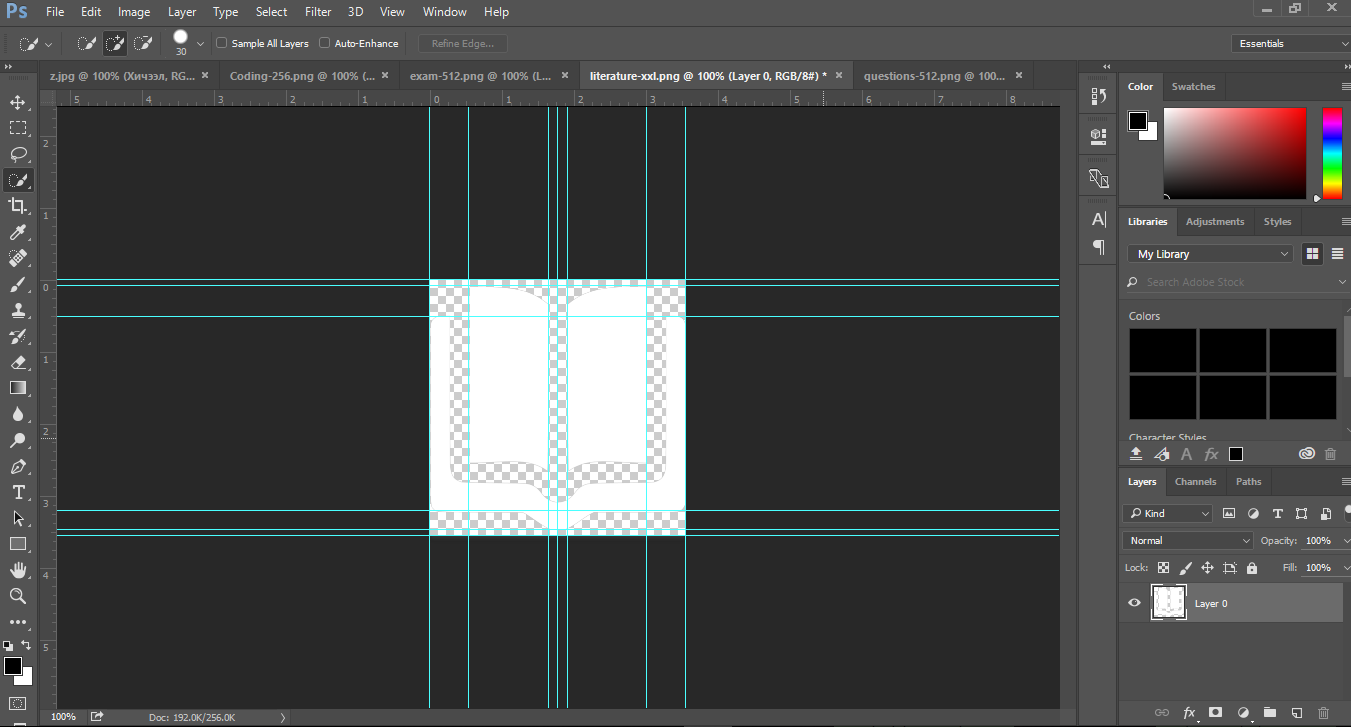 Ps File Edit Image Layer Type Select Filter 3D View Window Help
30 Sample All Layers Auto-Enhance Refine Edge... Essentials
z.jpg @ 100% (Хичээл, RG... × Coding-256.png @ 100% (... × exam-512.png @ 100% (L... × literature-xxl.png @ 100% (Layer 0, RGB/8#) * × questions-512.png @ 100... ×
5 4 3 2 1 0 1 2 3 4 5 6 7 8
2
1
0
1
2
3
4
5
Color Swatches
Libraries Adjustments Styles
My Library
Search Adobe Stock
Colors
Character Styles
Layers Channels Paths
Kind
Normal Opacity: 100%
Lock: Fill: 100%
Layer 0
100% Doc: 192.0K/256.0K